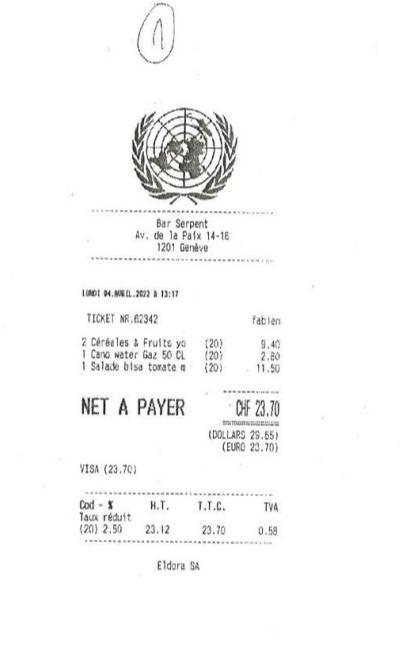 1
Bar Serpent
Av. de la Paix 14-16
1201 Genève
LUNDI 04.AVRIL.2022 à 13:17
TICKET NR.62342 fabien
2 Céréales & Fruits yo (20) 9.40
1 Cano water Gaz 50 CL (20) 2.80
1 Salade bisa tomate m (20) 11.50
NET A PAYER CHF 23.70
(DOLLARS 25.65)
(EURO 23.70)
VISA (23.70)
Cod - % H.T. T.T.C. TVA
Taux réduit
(20) 2.50 23.12 23.70 0.58
Eldora SA